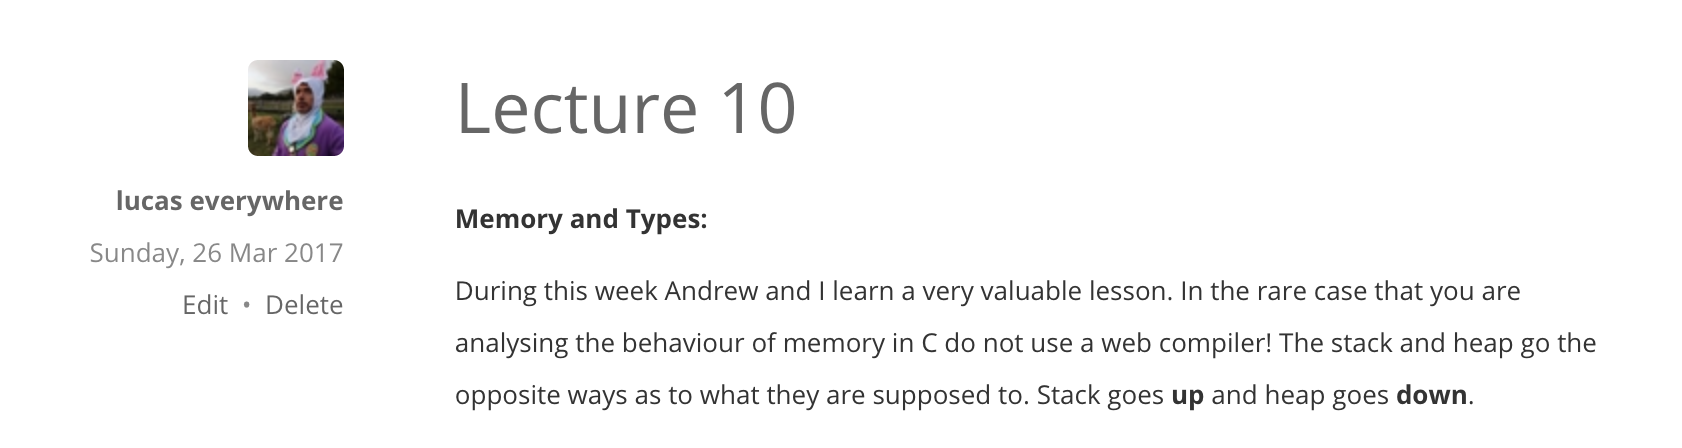 Lecture 10
lucas everywhere
Sunday, 26 Mar 2017
Edit • Delete
Memory and Types:
During this week Andrew and I learn a very valuable lesson. In the rare case that you are
analysing the behaviour of memory in C do not use a web compiler! The stack and heap go the
opposite ways as to what they are supposed to. Stack goes up and heap goes down.